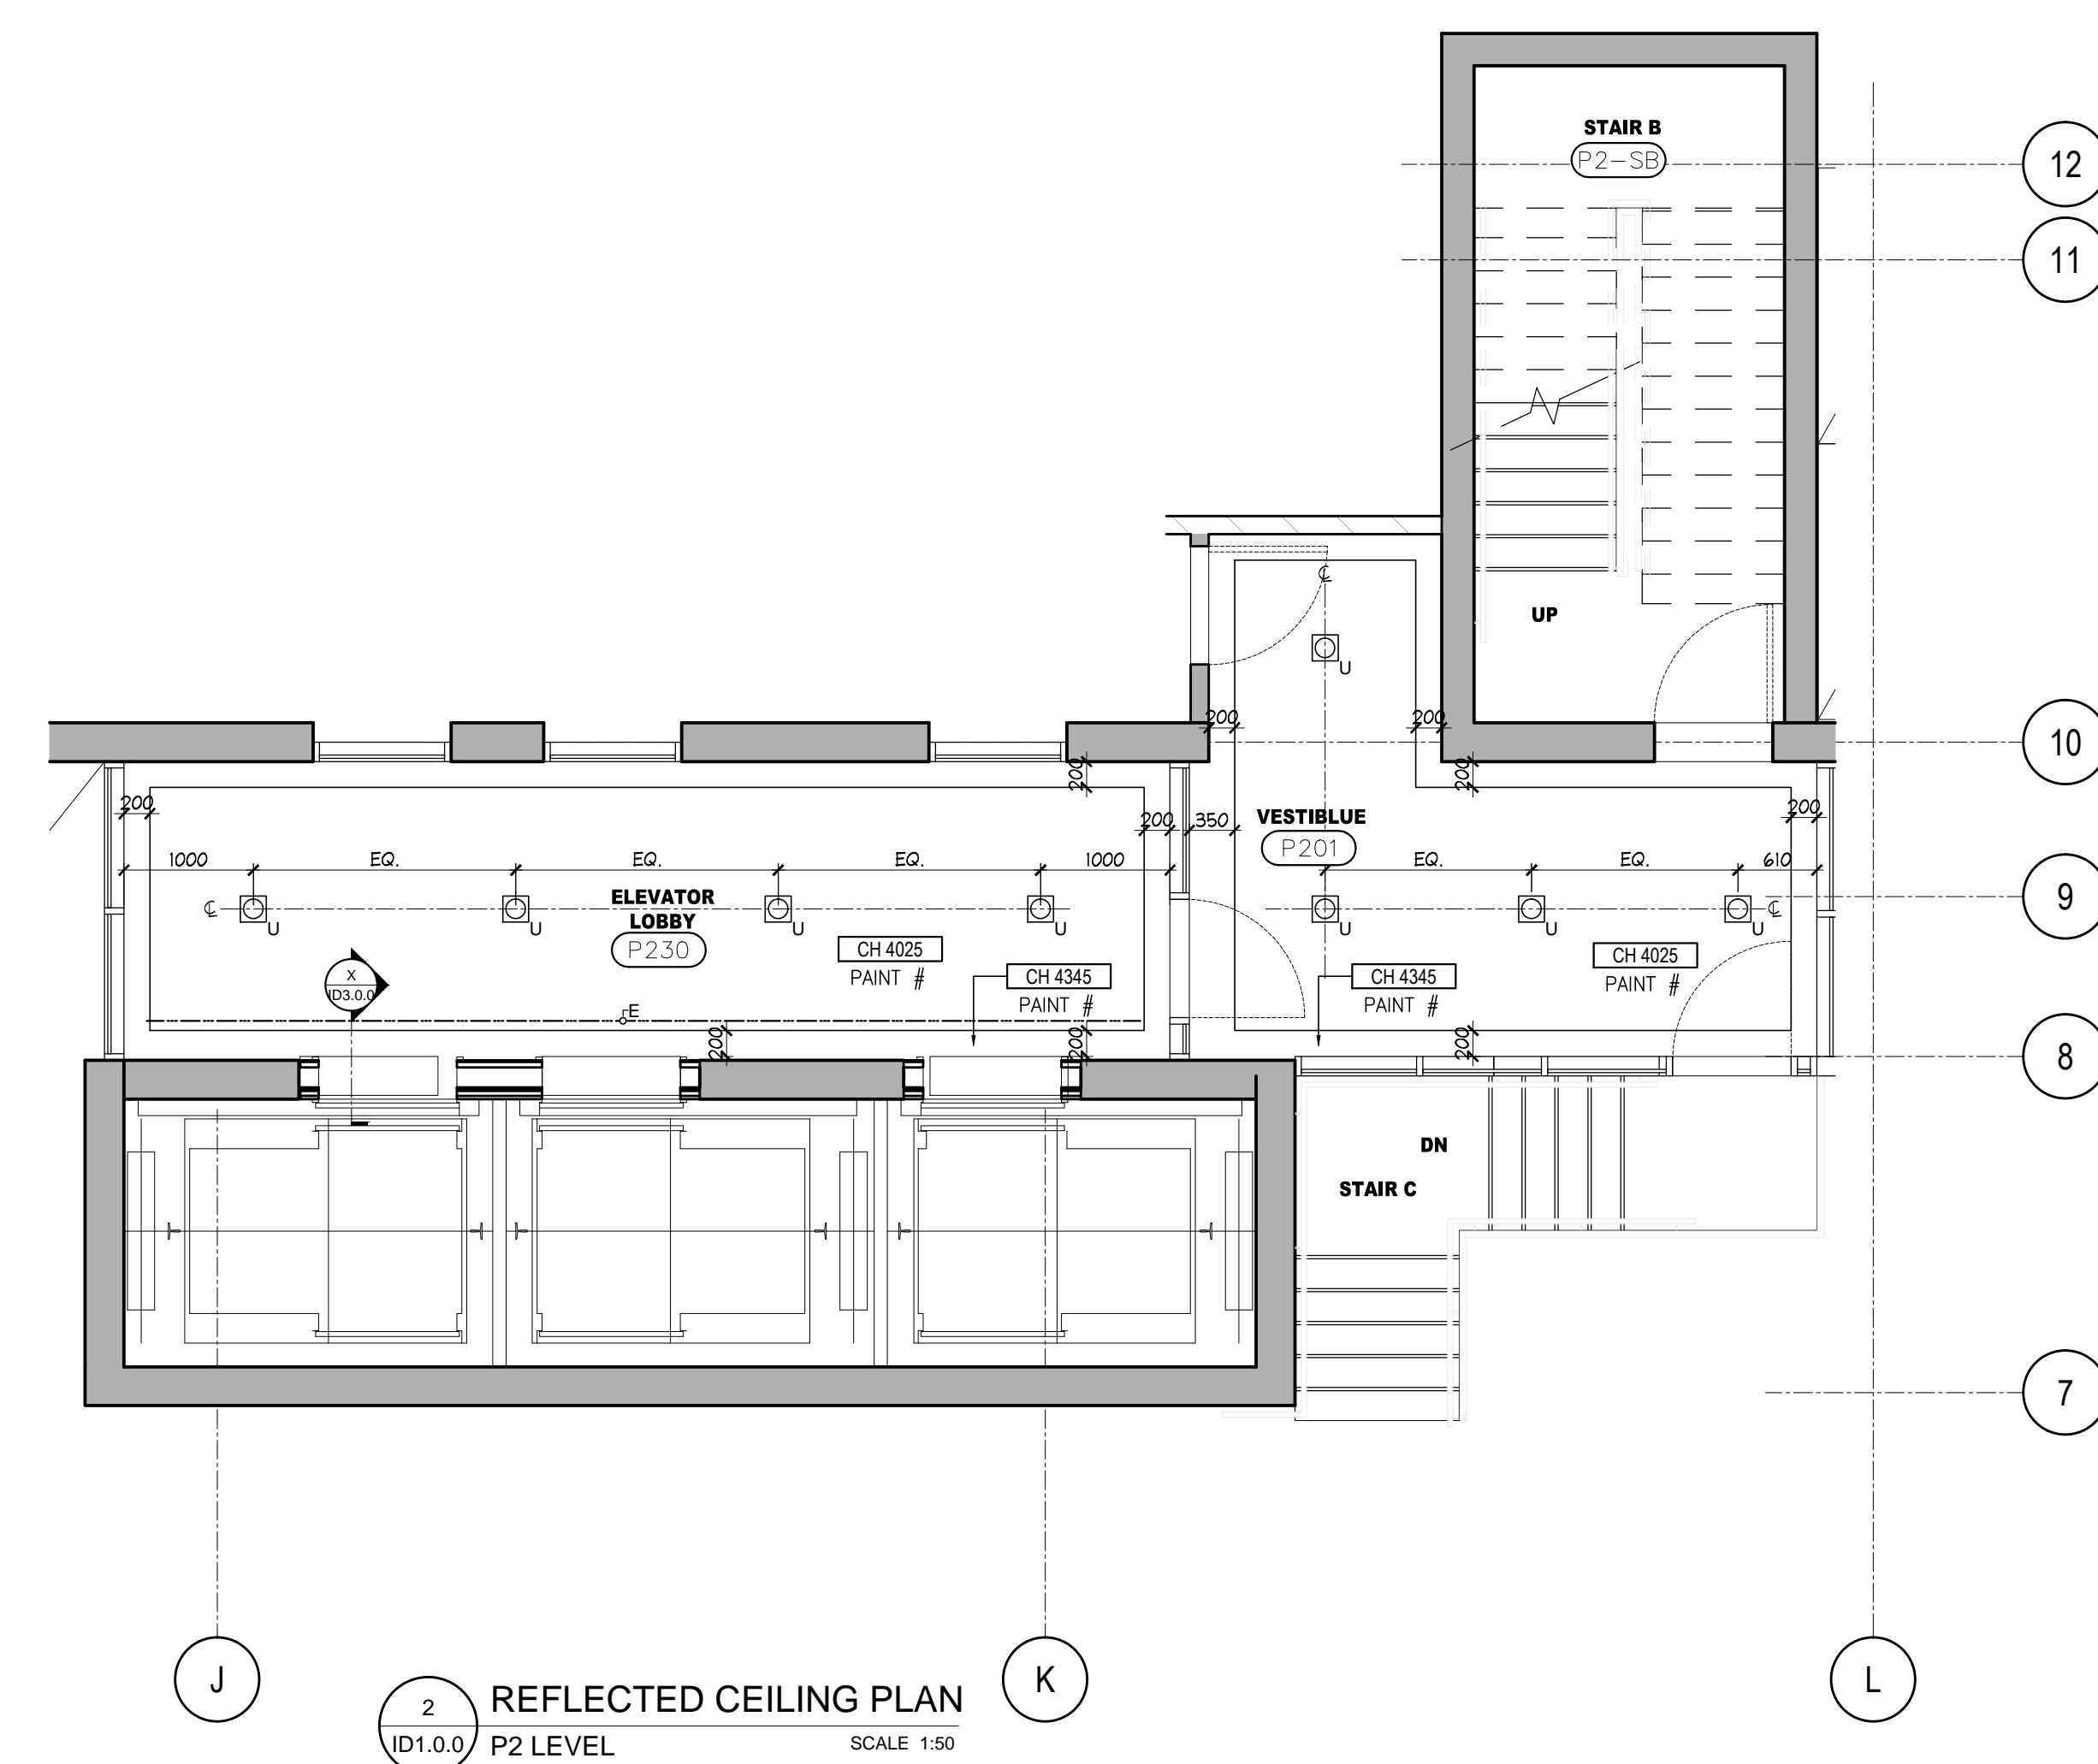 STAIR B
P2-SB
12
11
UP
℄
U
200
200
10
200
200
200
200
350
VESTIBLUE
P201
200
1000
EQ.
EQ.
EQ.
1000
EQ.
EQ.
610
9
℄
U
U
ELEVATOR
LOBBY
P230
U
U
U
U
U
℄
CH 4025
PAINT #
CH 4345
PAINT #
CH 4345
PAINT #
CH 4025
PAINT #
X
ID3.0.0
E
200
200
200
8
DN
STAIR C
7
J
K
L
2
ID1.0.0
REFLECTED CEILING PLAN
P2 LEVEL
SCALE 1:50